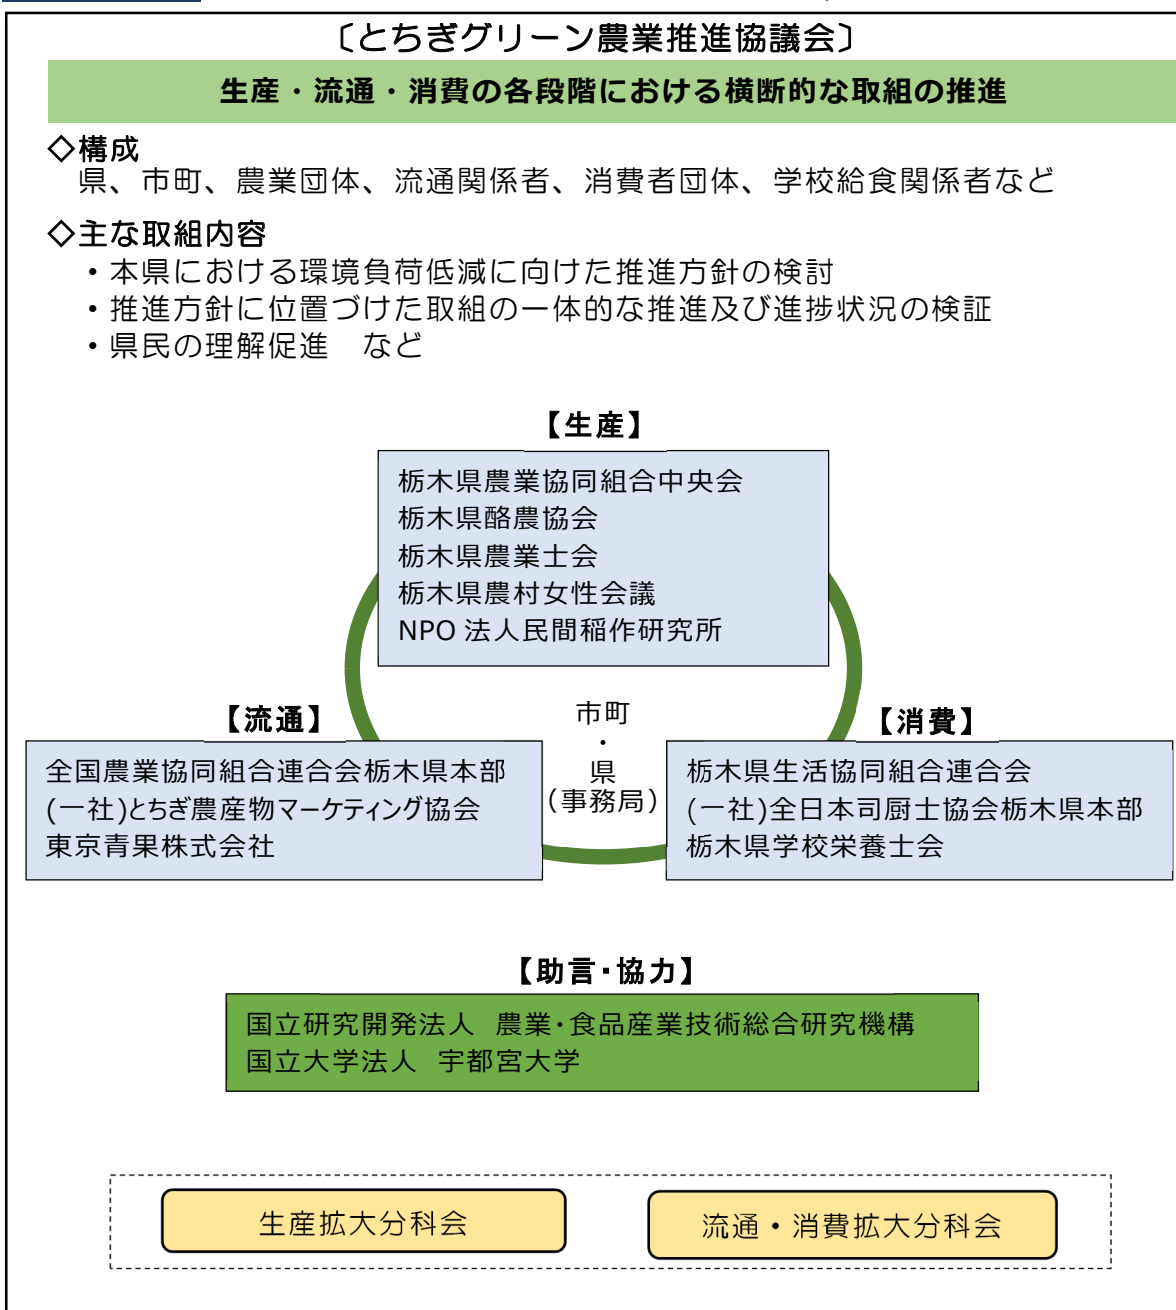 〔とちぎグリーン農業推進協議会〕
生産・流通・消費の各段階における横断的な取組の推進
◇構成
県、市町、農業団体、流通関係者、消費者団体、学校給食関係者など
◇主な取組内容
・本県における環境負荷低減に向けた推進方針の検討
・推進方針に位置づけた取組の一体的な推進及び進捗状況の検証
・県民の理解促進　など
【生産】
栃木県農業協同組合中央会
栃木県酪農協会
栃木県農業士会
栃木県農村女性会議
NPO 法人民間稲作研究所
【流通】
全国農業協同組合連合会栃木県本部
(一社)とちぎ農産物マーケティング協会
東京青果株式会社
市町
・
県
（事務局）
【消費】
栃木県生活協同組合連合会
(一社)全日本司厨士協会栃木県本部
栃木県学校栄養士会
【助言・協力】
国立研究開発法人　農業・食品産業技術総合研究機構
国立大学法人　宇都宮大学
生産拡大分科会
流通・消費拡大分科会